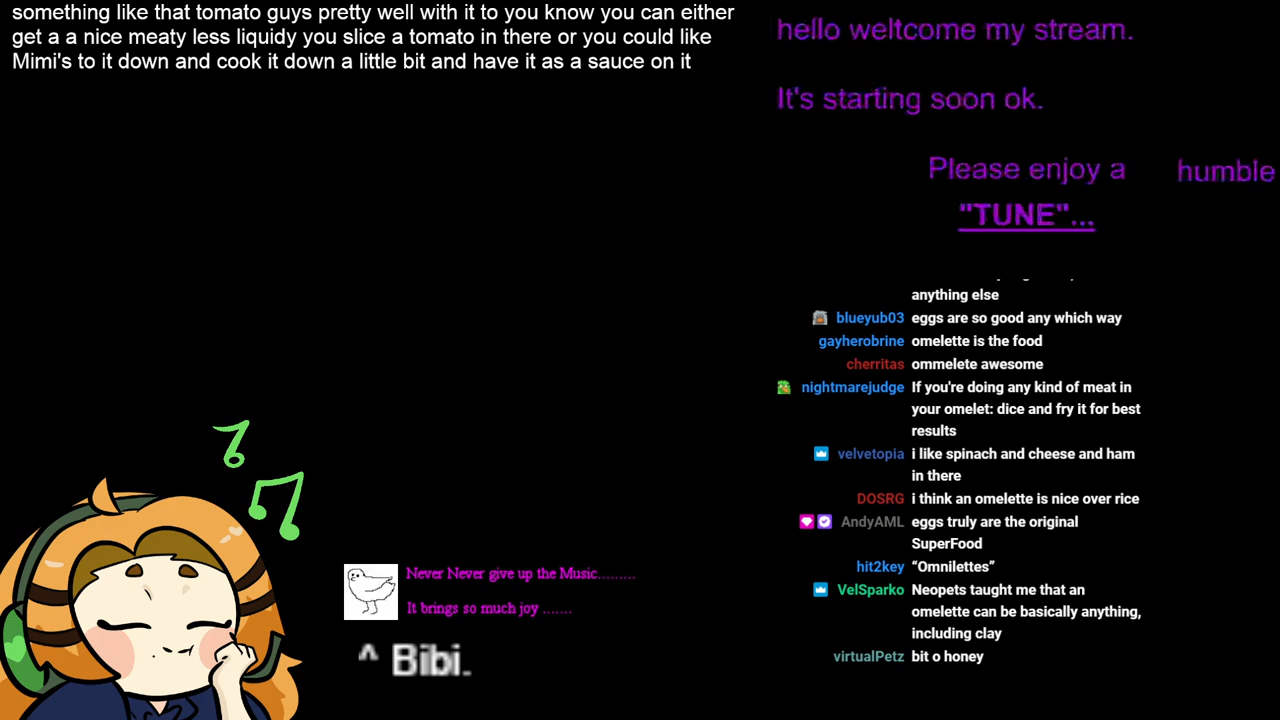 something like that tomato guys pretty well with it to you know you can either
get a a nice meaty less liquidy you slice a tomato in there or you could like
Mimi's to it down and cook it down a little bit and have it as a sauce on it
hello weltcome my stream.
It's starting soon ok.
Please enjoy a humble
"TUNE"...
anything else
blueyub03 eggs are so good any which way
gayherobrine omelette is the food
cherritas ommelete awesome
nightmarejudge If you're doing any kind of meat in
your omelet: dice and fry it for best
results
velvetopia i like spinach and cheese and ham
in there
DOSRG i think an omelette is nice over rice
AndyAML eggs truly are the original
SuperFood
hit2key “Omnilettes”
VelSparko Neopets taught me that an
omelette can be basically anything,
including clay
virtualPetz bit o honey
Never Never give up the Music.........
It brings so much joy .......
^ Bibi.